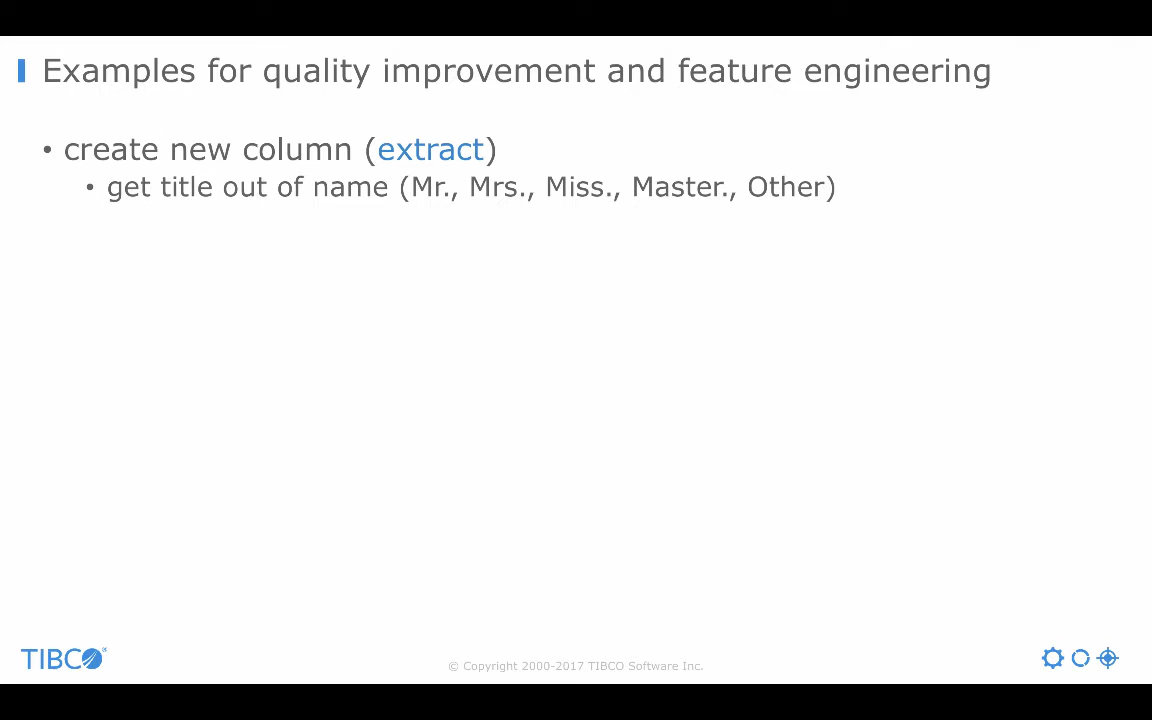 Examples for quality improvement and feature engineering
• create new column (extract)
• get title out of name (Mr., Mrs., Miss., Master., Other)
TIBCO®
© Copyright 2000-2017 TIBCO Software Inc.